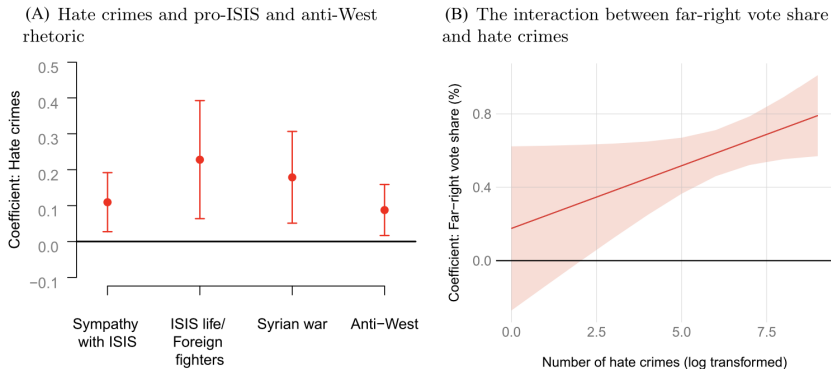 (A) Hate crimes and pro-ISIS and anti-West
rhetoric
Coefficient: Hate crimes
0.5
0.4
0.3
0.2
0.1
0.0
−0.1
Sympathy
with ISIS
ISIS life/
Foreign
fighters
Syrian war
Anti−West
(B) The interaction between far-right vote share
and hate crimes
Coefficient: Far−right vote share (%)
0.8
0.4
0.0
0.0
2.5
5.0
7.5
Number of hate crimes (log transformed)